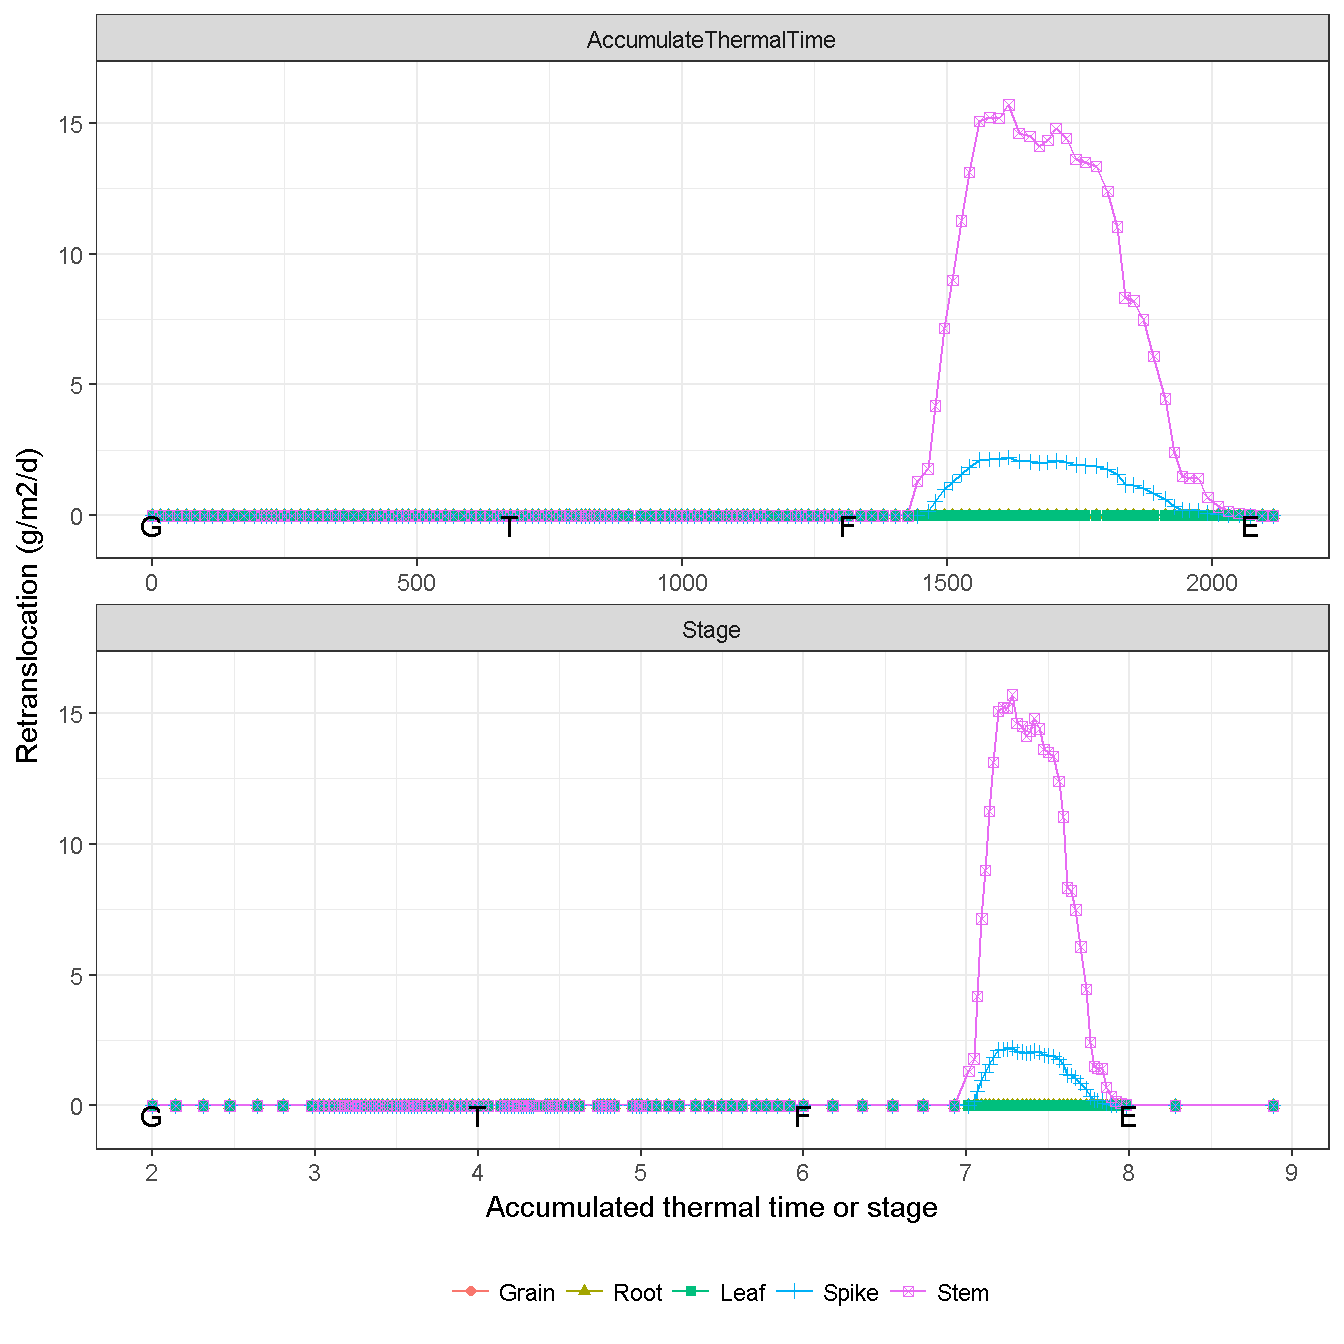 AccumulateThermalTime
15
10
5
0
G T F E
0 500 1000 1500 2000
Stage
15
10
5
0
G T F E
2 3 4 5 6 7 8 9
Retranslocation (g/m2/d)
Accumulated thermal time or stage
Grain Root Leaf Spike Stem